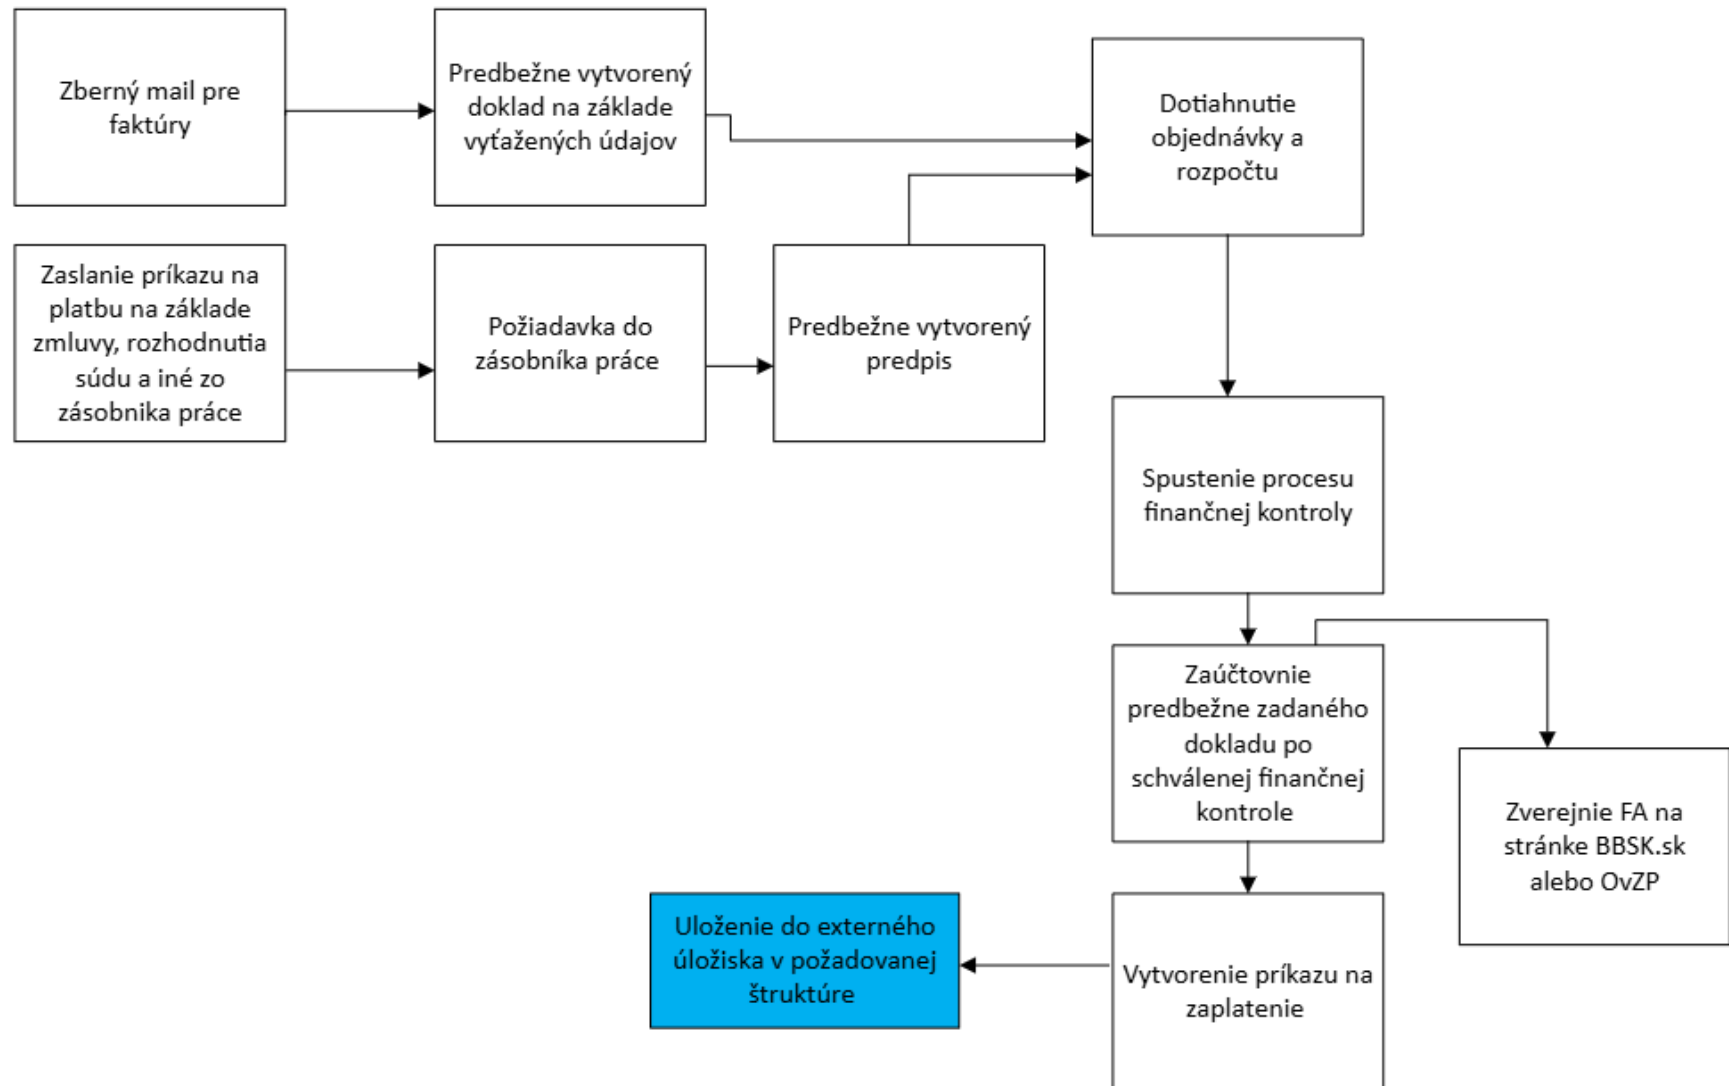 Zberný mail pre
faktúry
Predbežne vytvorený
doklad na základe
vyťažených údajov
Dotiahnutie
objednávky a
rozpočtu
Zaslanie príkazu na
platbu na základe
zmluvy, rozhodnutia
súdu a iné zo
zásobnika práce
Požiadavka do
zásobníka práce
Predbežne vytvorený
predpis
Spustenie procesu
finančnej kontroly
Zaúčtovnie
predbežne zadaného
dokladu po
schválenej finančnej
kontrole
Zverejnie FA na
stránke BBSK.sk
alebo OvZP
Uloženie do externého
úložiska v požadovanej
štruktúre
Vytvorenie príkazu na
zaplatenie